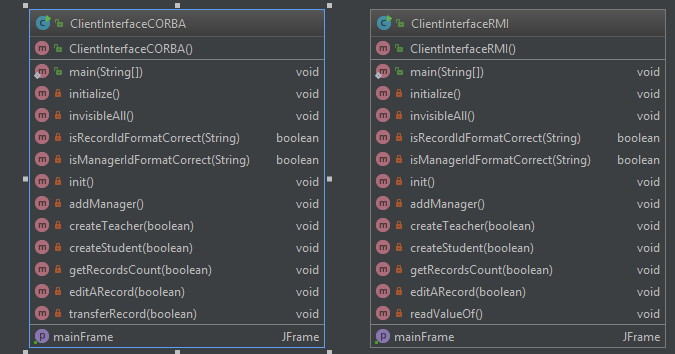 ClientInterfaceCORBA
ClientInterfaceCORBA()
main(String[]) void
initialize() void
invisibleAll() void
isRecordIdFormatCorrect(String) boolean
isManagerIdFormatCorrect(String) boolean
init() void
addManager() void
createTeacher(boolean) void
createStudent(boolean) void
getRecordsCount(boolean) void
editARecord(boolean) void
transferRecord(boolean) void
mainFrame JFrame
ClientInterfaceRMI
ClientInterfaceRMI()
main(String[]) void
initialize() void
invisibleAll() void
isRecordIdFormatCorrect(String) boolean
isManagerIdFormatCorrect(String) boolean
init() void
addManager() void
createTeacher(boolean) void
createStudent(boolean) void
getRecordsCount(boolean) void
editARecord(boolean) void
readValueOf() void
mainFrame JFrame